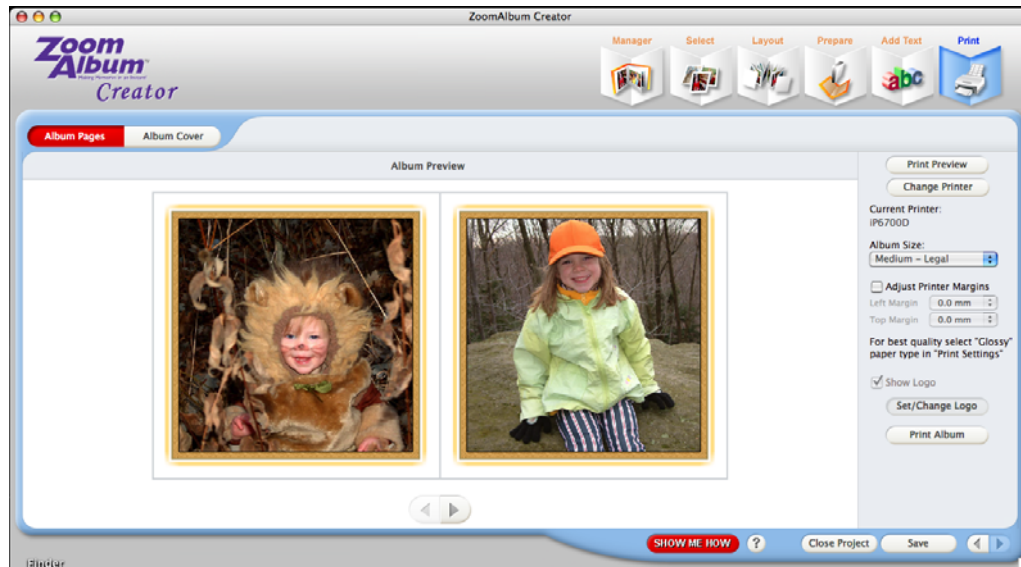 ZoomAlbum Creator
Zoom
Album
Creator
Manager
Select
Layout
Prepare
Add Text
Print
abc
Album Pages
Album Cover
Album Preview
Print Preview
Change Printer
Current Printer:
iP6700D
Album Size:
Medium – Legal
Adjust Printer Margins
Left Margin 0.0 mm
Top Margin 0.0 mm
For best quality select "Glossy"
paper type in "Print Settings"
Show Logo
Set/Change Logo
Print Album
SHOW ME HOW
?
Close Project
Save
Finder